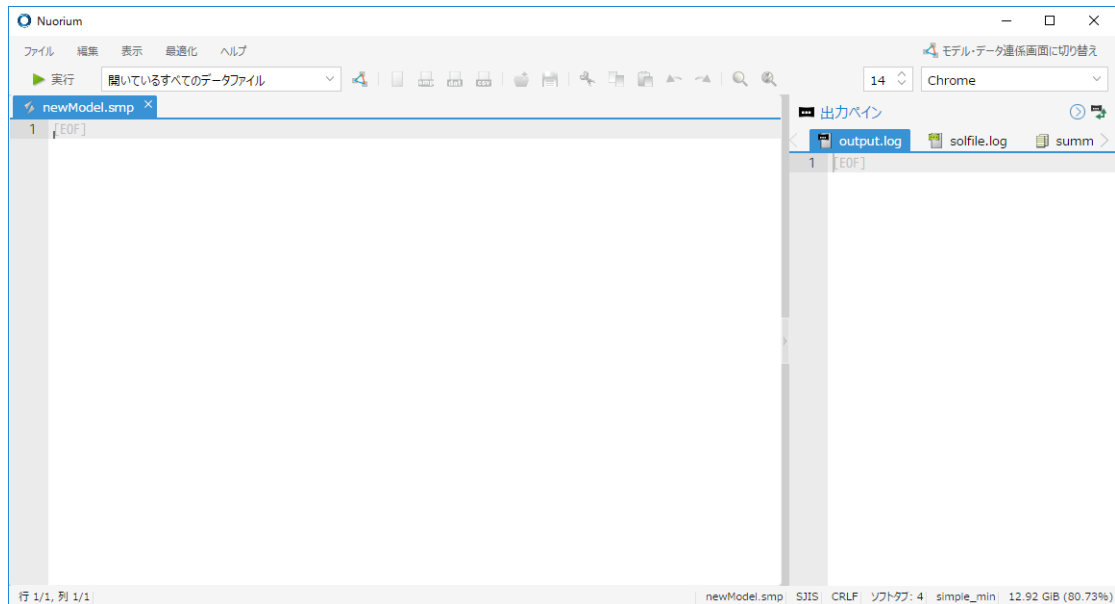 Nuorium
ファイル 編集 表示 最適化 ヘルプ モデル・データ連係画面に切り替え
実行 開いているすべてのデータファイル 14 Chrome
newModel.smp
出力ペイン
output.log solfile.log summ
1 [EOF]
1 [EOF]
行 1/1, 列 1/1 newModel.smp SJIS CRLF ソフトタブ: 4 simple_min 12.92 GiB (80.73%)